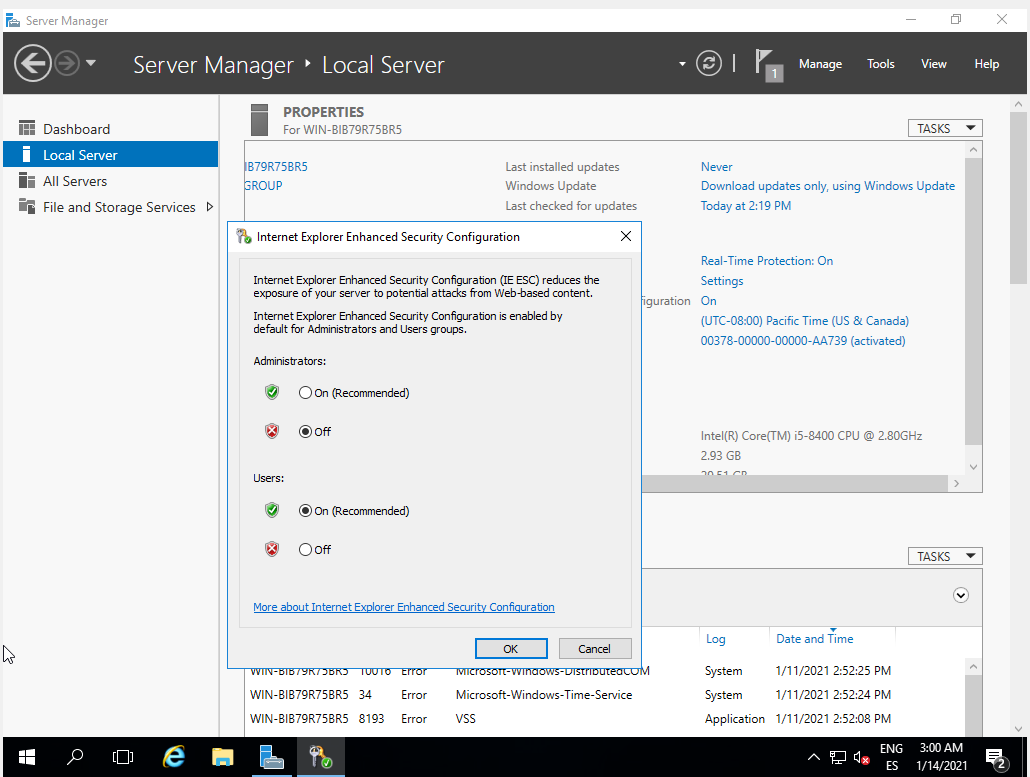 Server Manager
Server Manager ‣ Local Server
1
Manage Tools View Help
Dashboard
Local Server
All Servers
File and Storage Services
PROPERTIES
For WIN-BIB79R75BR5
TASKS
IB79R75BR5
GROUP
Last installed updates Never
Windows Update Download updates only, using Windows Update
Last checked for updates Today at 2:19 PM
Real-Time Protection: On
Settings
iguration On
(UTC-08:00) Pacific Time (US & Canada)
00378-00000-00000-AA739 (activated)
Intel(R) Core(TM) i5-8400 CPU @ 2.80GHz
2.93 GB
Internet Explorer Enhanced Security Configuration
Internet Explorer Enhanced Security Configuration (IE ESC) reduces the
exposure of your server to potential attacks from Web-based content.
Internet Explorer Enhanced Security Configuration is enabled by
default for Administrators and Users groups.
Administrators:
On (Recommended)
Off
Users:
On (Recommended)
Off
More about Internet Explorer Enhanced Security Configuration
OK Cancel
TASKS
Log Date and Time
WIN-BIB79R75BR5 10016 Error Microsoft-Windows-DistributedCOM System 1/11/2021 2:52:25 PM
WIN-BIB79R75BR5 34 Error Microsoft-Windows-Time-Service System 1/11/2021 2:52:24 PM
WIN-BIB79R75BR5 8193 Error VSS Application 1/11/2021 2:52:08 PM
ENG
ES
3:00 AM
1/14/2021
2